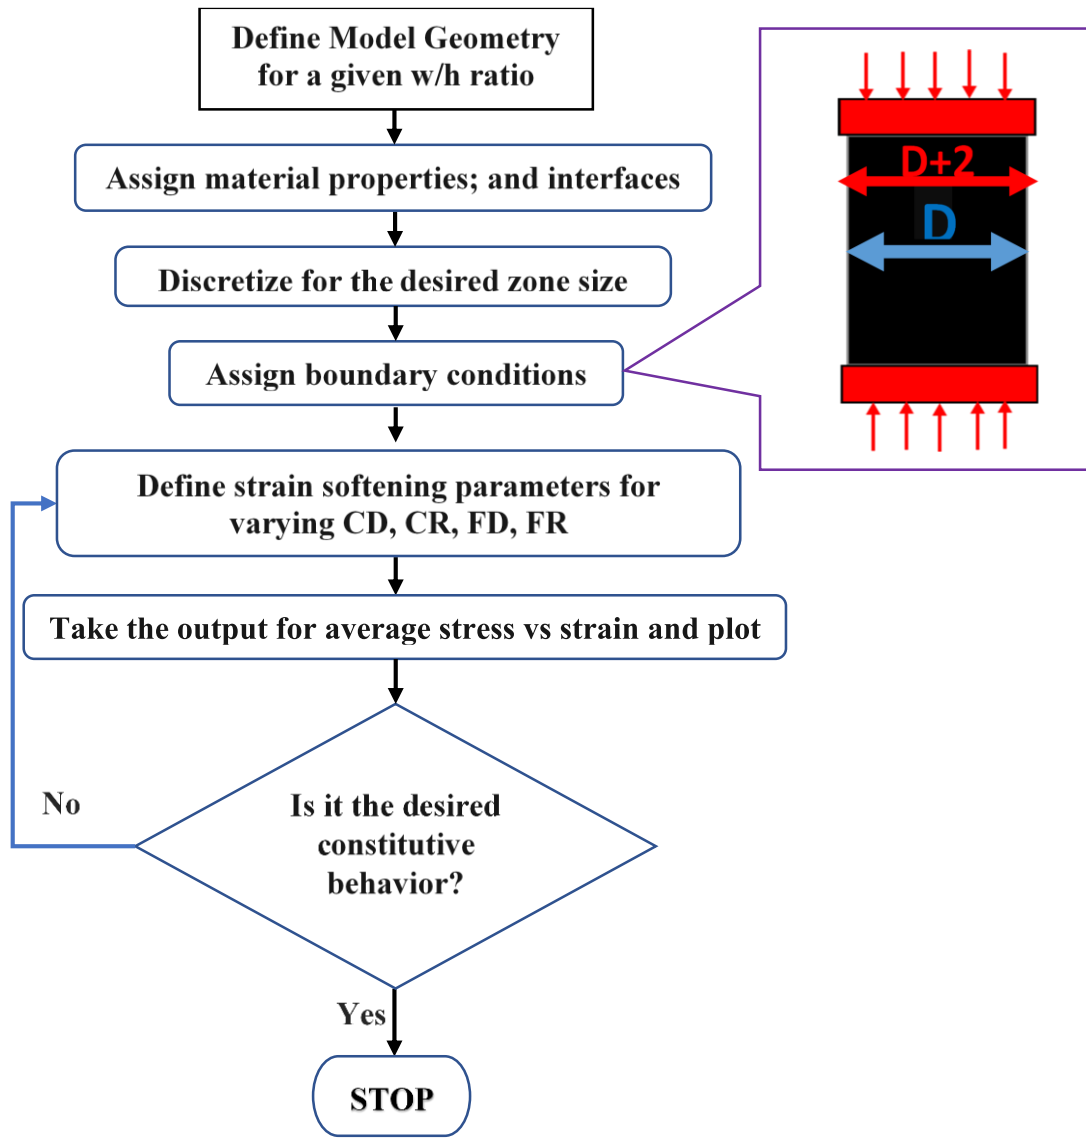 Define Model Geometry
for a given w/h ratio
Assign material properties; and interfaces
Discretize for the desired zone size
Assign boundary conditions
D+2
D
Define strain softening parameters for
varying CD, CR, FD, FR
Take the output for average stress vs strain and plot
Is it the desired
constitutive
behavior?
No
Yes
STOP